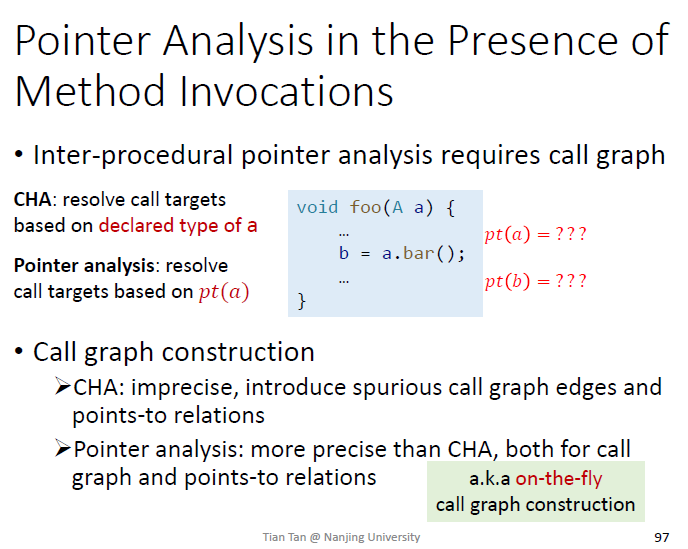 Pointer Analysis in the Presence of
Method Invocations
• Inter-procedural pointer analysis requires call graph
CHA: resolve call targets
based on declared type of a
Pointer analysis: resolve
call targets based on pt(a)
void foo(A a) {
…
b = a.bar();
…
}
pt(a) = ???
pt(b) = ???
• Call graph construction
➢CHA: imprecise, introduce spurious call graph edges and
points-to relations
➢Pointer analysis: more precise than CHA, both for call
graph and points-to relations
a.k.a on-the-fly
call graph construction
Tian Tan @ Nanjing University
97